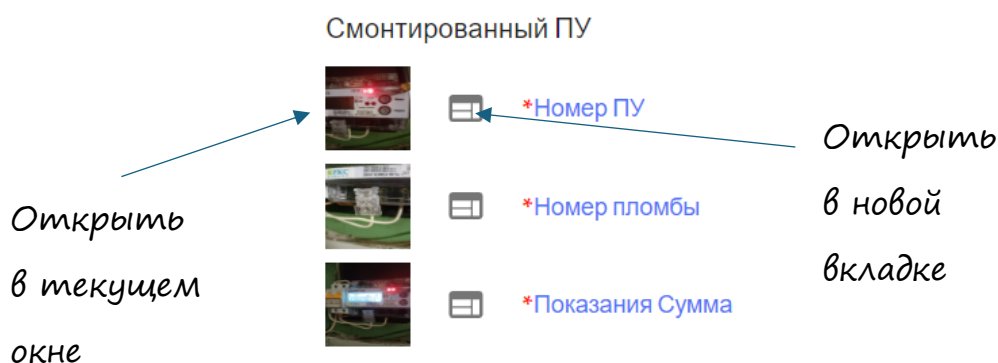 Смонтированный ПУ
*Номер ПУ
*Номер пломбы
*Показания Сумма
Открыть
в текущем
окне
Открыть
в новой
вкладке